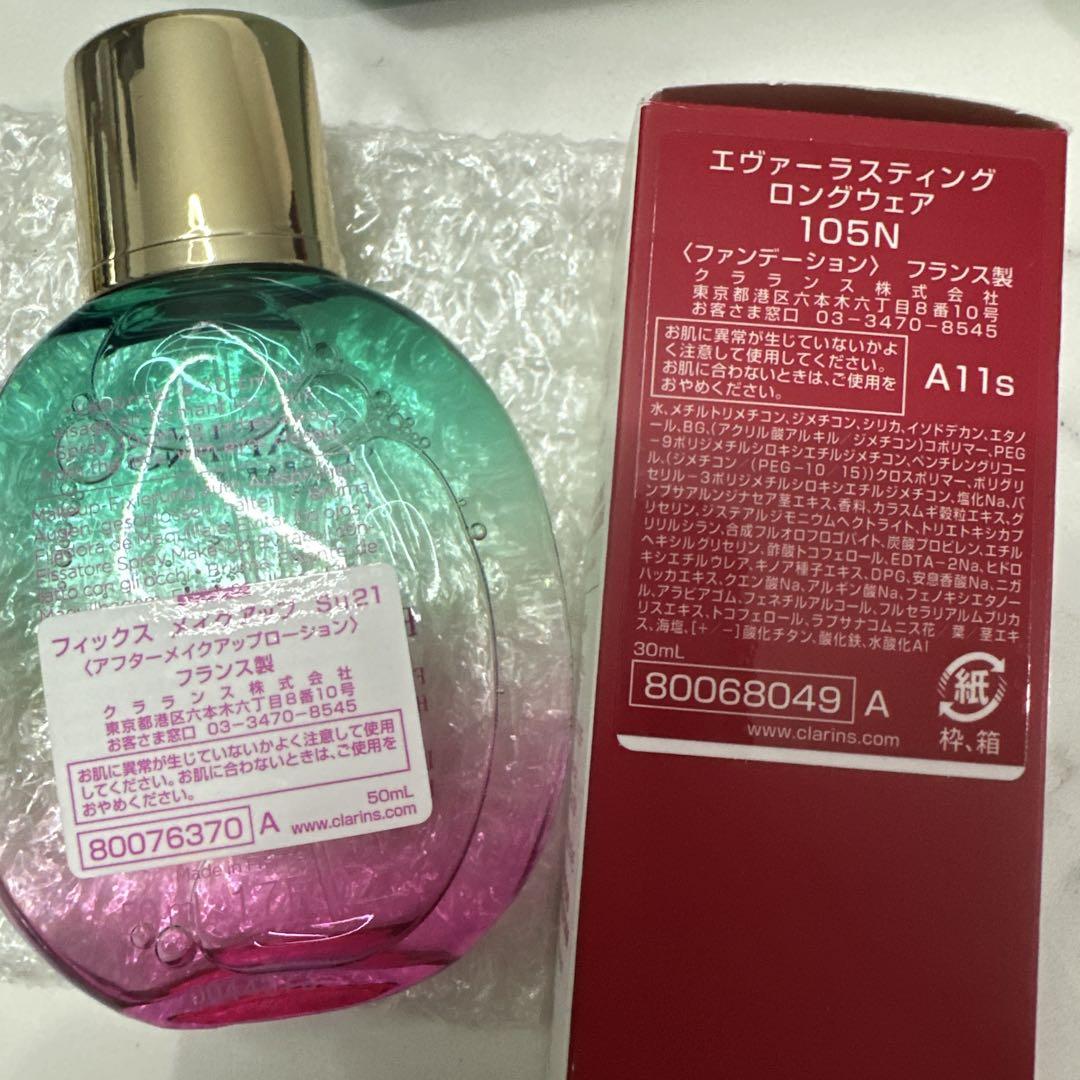 フィックス メイクアップ Su21
〈アフターメイクアップローション〉
フランス製
クラランス株式会社
東京都港区六本木六丁目8番10号
お客さま窓口 03-3470-8545
お肌に異常が生じていないかよく注意して使用
してください。お肌に合わないときは、ご使用を
おやめください。
50mL
80076370 A www.clarins.com
Made in
エヴァーラスティング
ロングウェア
105N
〈ファンデーション〉 フランス製
クラランス株式会社
東京都港区六本木六丁目8番10号
お客さま窓口 03-3470-8545
お肌に異常が生じていないかよ
く注意して使用してください。
お肌に合わないときは、ご使用を
おやめください。
A11s
水、メチルトリメチコン、ジメチコン、シリカ、イソドデカン、エタノ
ール、BG、(アクリル酸アルキル/ジメチコン)コポリマー、PEG
-9ポリジメチルシロキシエチルジメチコン、ペンチレングリコー
ル、(ジメチコン/(PEG-10/15))クロスポリマー、ポリグリ
セリル-3ポリジメチルシロキシエチルジメチコン、塩化Na、バ
ンブサアルンジナセア茎エキス、香料、カラスムギ穀粒エキス、グ
リセリン、ジステアルジモニウムヘクトライト、トリエトキシカプ
リリルシラン、合成フルオロフロゴパイト、炭酸プロピレン、エチル
ヘキシルグリセリン、酢酸トコフェロール、EDTA-2Na、ヒドロ
キシエチルウレア、キノア種子エキス、DPG、安息香酸Na、ニガ
ハッカエキス、クエン酸Na、アルギン酸Na、フェノキシエタノー
ル、アラビアゴム、フェネチルアルコール、フルセラリアルムブリカ
リスエキス、トコフェロール、ラプサナコムニス花/葉/茎エキ
ス、海塩、[+/-]酸化チタン、酸化鉄、水酸化Al
30mL
80068049 A
www.clarins.com
紙
枠、箱